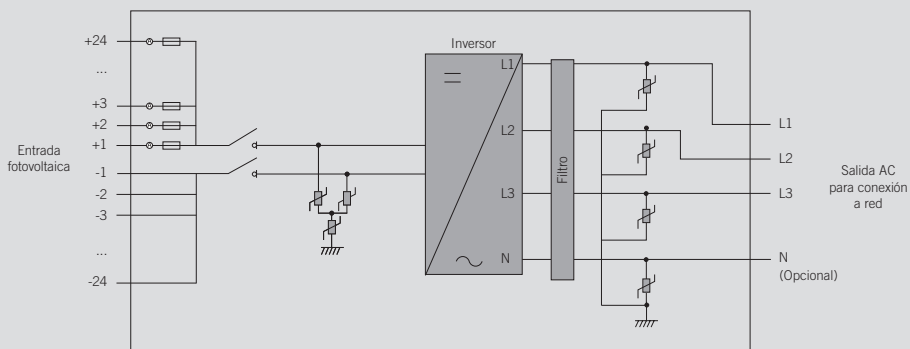 Entrada
fotovoltaica
+24
...
+3
+2
+1
-1
-2
-3
...
-24
Inversor
L1
L2
L3
N
Filtro
L1
L2
L3
N
(Opcional)
Salida AC
para conexión
a red